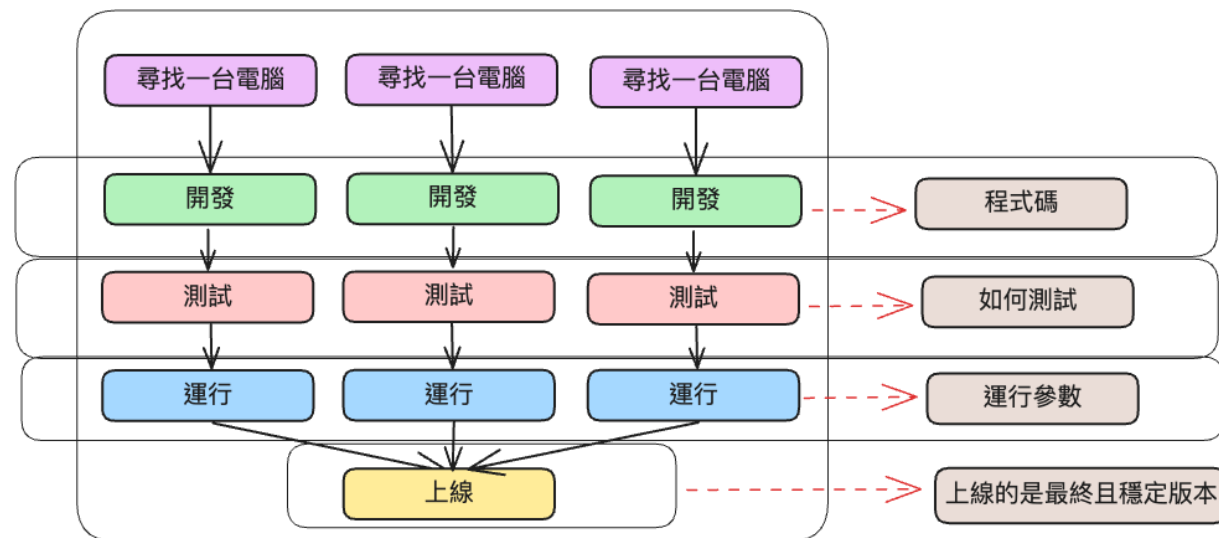 尋找一台電腦
尋找一台電腦
尋找一台電腦
開發
開發
開發
程式碼
測試
測試
測試
如何測試
運行
運行
運行
運行參數
上線
上線的是最終且穩定版本